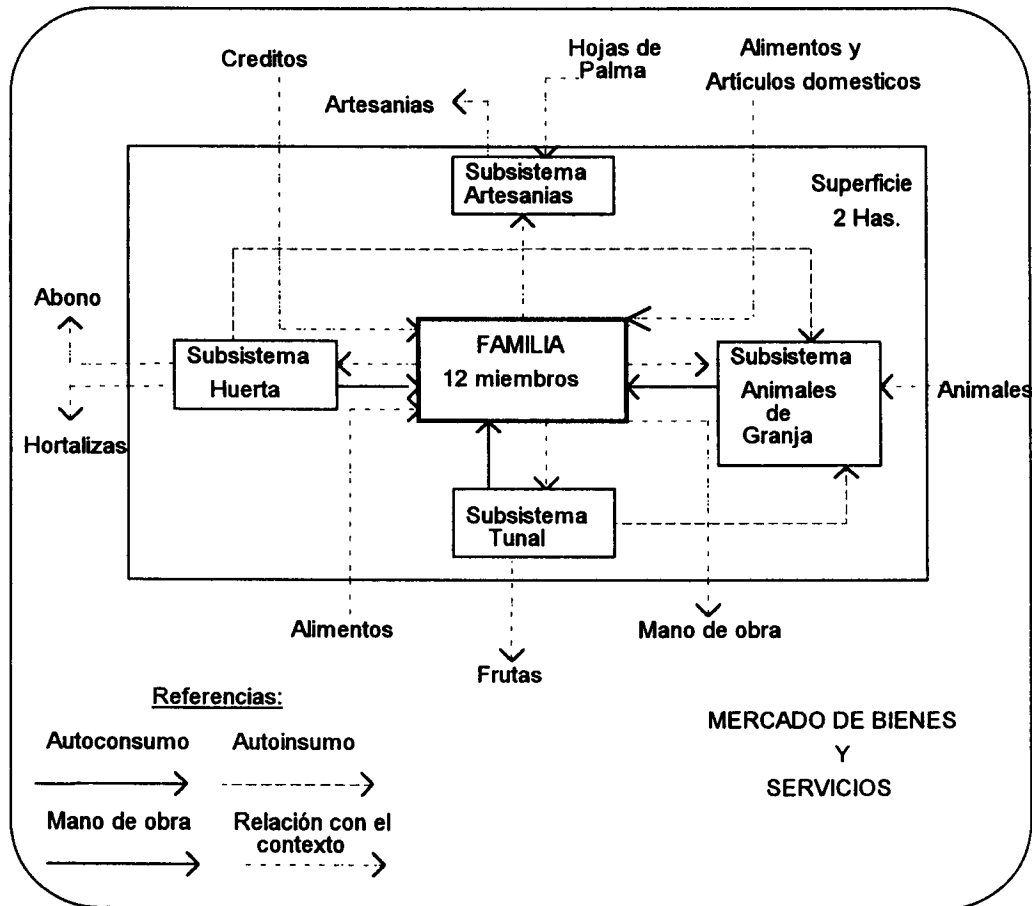 Creditos
Hojas de
Palma
Alimentos y
Artículos domesticos
Artesanias
Subsistema
Artesanias
Superficie
2 Has.
Abono
Subsistema
Huerta
FAMILIA
12 miembros
Subsistema
Animales
de
Granja
Animales
Hortalizas
Subsistema
Tunal
Alimentos
Mano de obra
Frutas
Referencias:
Autoconsumo
Autoinsumo
Mano de obra
Relación con el
contexto
MERCADO DE BIENES
Y
SERVICIOS